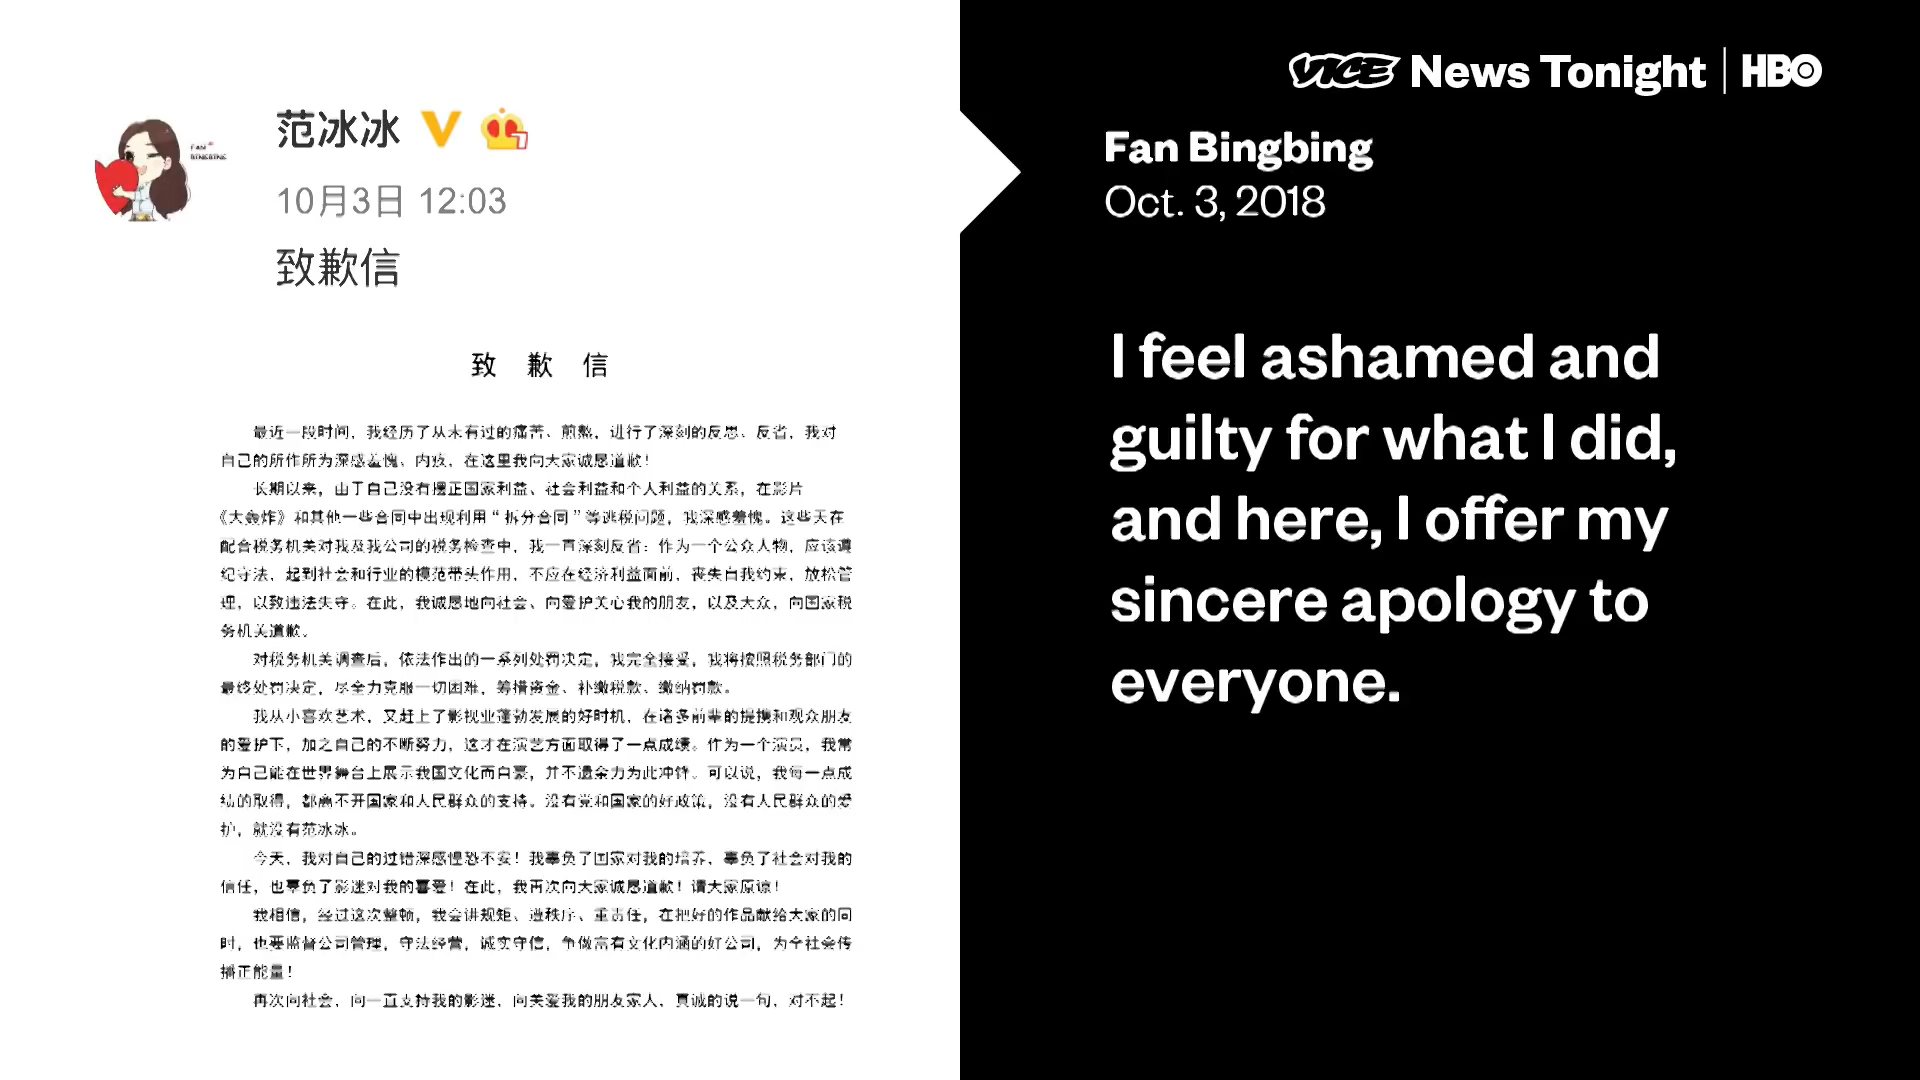 范冰冰
FAN
BINGBING
10月3日 12:03
致歉信
致 歉 信
最近一段时间，我经历了从未有过的痛苦、煎熬，进行了深刻的反思、反省，我对
自己的所作所为深感羞愧、内疚，在这里我向大家诚恳道歉！
长期以来，由于自己没有摆正国家利益、社会利益和个人利益的关系，在影片
《大轰炸》和其他一些合同中出现利用“拆分合同”等逃税问题，我深感羞愧。这些天在
配合税务机关对我及我公司的税务检查中，我一直深刻反省：作为一个公众人物，应该遵
纪守法，起到社会和行业的模范带头作用，不应在经济利益面前，丧失自我约束，放松管
理，以致违法失守。在此，我诚恳地向社会、向爱护关心我的朋友，以及大众，向国家税
务机关道歉。
对税务机关调查后，依法作出的一系列处罚决定，我完全接受，我将按照税务部门的
最终处罚决定，尽全力克服一切困难，筹措资金、补缴税款、缴纳罚款。
我从小喜欢艺术，又赶上了影视业蓬勃发展的好时机，在诸多前辈的提携和观众朋友
的爱护下，加之自己的不断努力，这才在演艺方面取得了一点成绩。作为一个演员，我常
为自己能在世界舞台上展示我国文化而自豪，并不遗余力为此冲锋。可以说，我每一点成
绩的取得，都离不开国家和人民群众的支持。没有党和国家的好政策，没有人民群众的爱
护，就没有范冰冰。
今天，我对自己的过错深感惶恐不安！我辜负了国家对我的培养，辜负了社会对我的
信任，也辜负了影迷对我的喜爱！在此，我再次向大家诚恳道歉！请大家原谅！
我相信，经过这次整顿，我会讲规矩、遵秩序、重责任，在把好的作品献给大家的同
时，也要监督公司管理，守法经营，诚实守信，争做富有文化内涵的好公司，为全社会传
播正能量！
再次向社会，向一直支持我的影迷，向关爱我的朋友家人，真诚的说一句，对不起！
VICE News Tonight | HBO
Fan Bingbing
Oct. 3, 2018
I feel ashamed and
guilty for what I did,
and here, I offer my
sincere apology to
everyone.